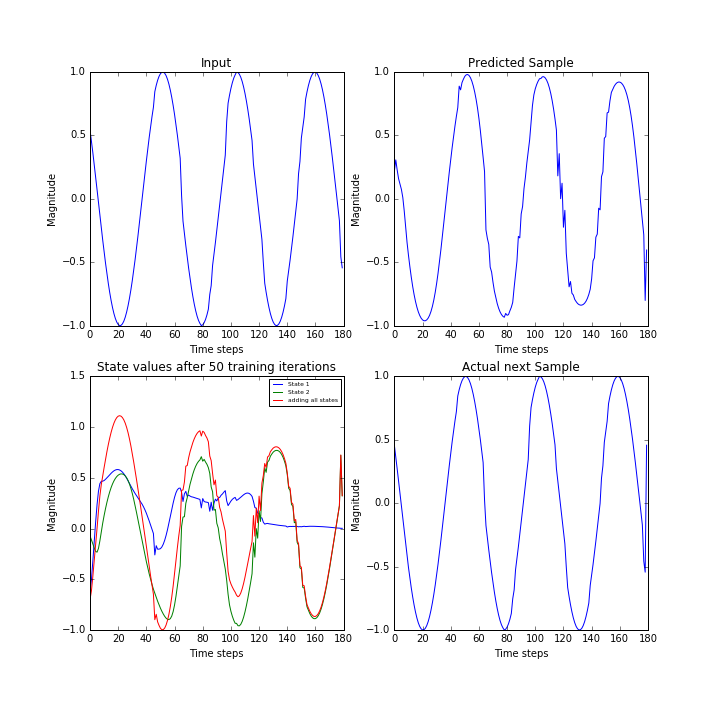 Input
1.0
0.5
0.0
−0.5
−1.0
Magnitude
0 20 40 60 80 100 120 140 160 180
Time steps
Predicted Sample
1.0
0.5
0.0
−0.5
−1.0
Magnitude
0 20 40 60 80 100 120 140 160 180
Time steps
State values after 50 training iterations
1.5
1.0
0.5
0.0
−0.5
−1.0
Magnitude
State 1
State 2
adding all states
0 20 40 60 80 100 120 140 160 180
Time steps
Actual next Sample
1.0
0.5
0.0
−0.5
−1.0
Magnitude
0 20 40 60 80 100 120 140 160 180
Time steps